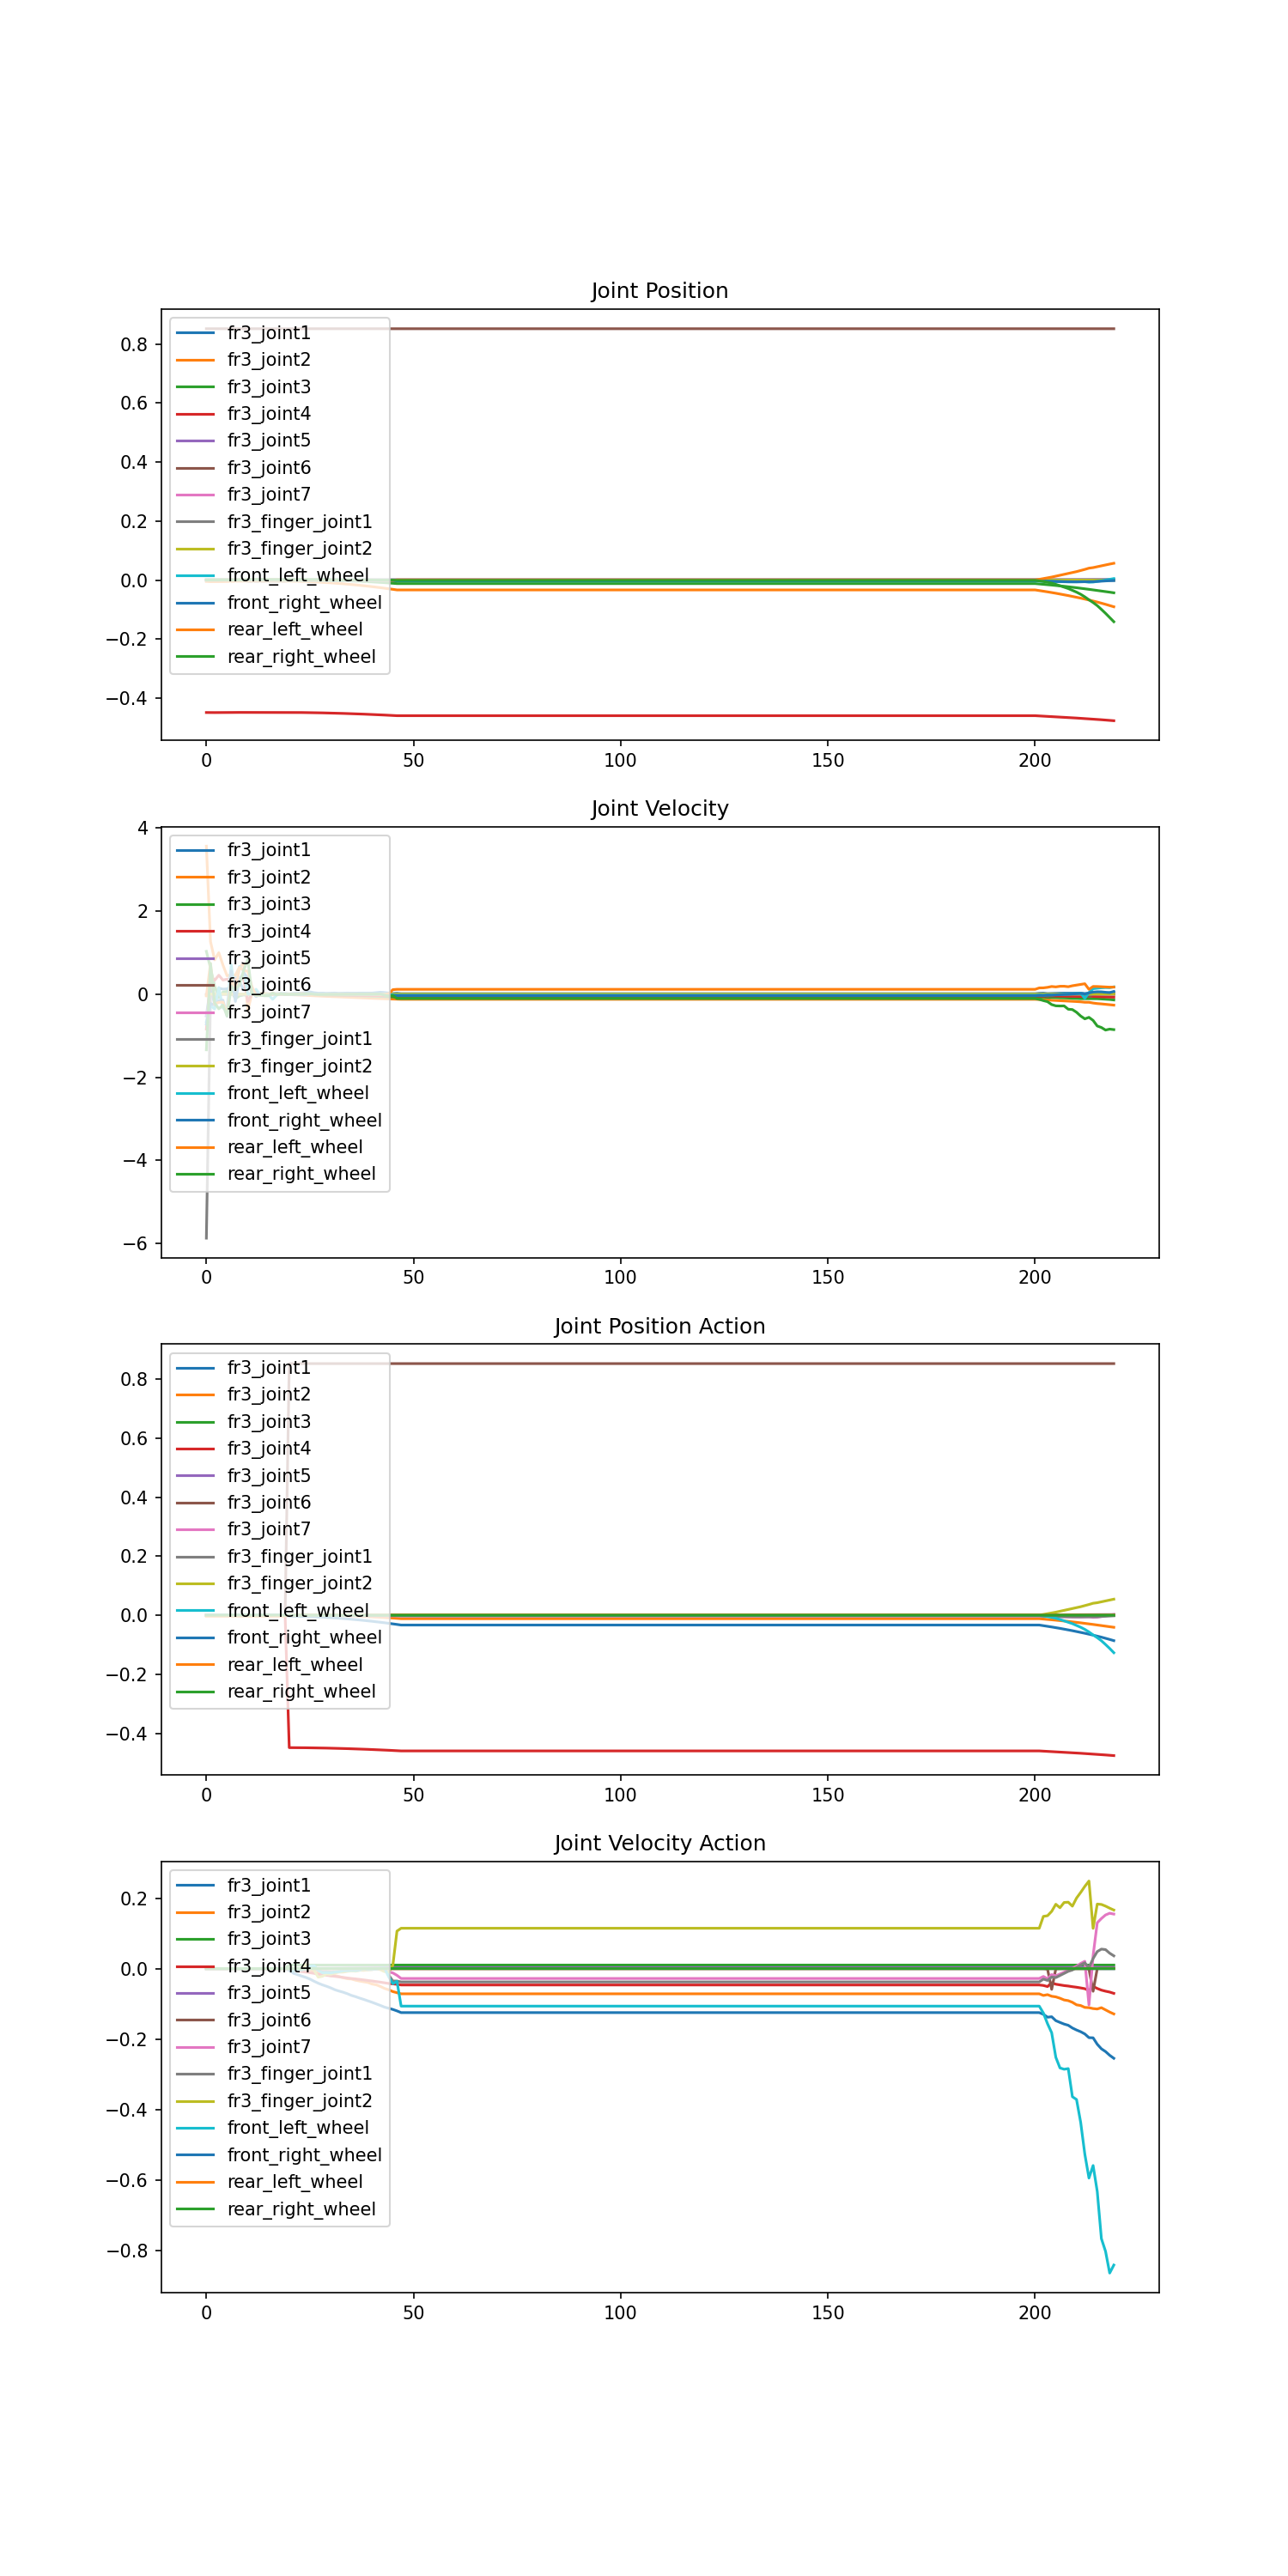 Joint Position
0.8
0.6
0.4
0.2
0.0
−0.2
−0.4
fr3_joint1
fr3_joint2
fr3_joint3
fr3_joint4
fr3_joint5
fr3_joint6
fr3_joint7
fr3_finger_joint1
fr3_finger_joint2
front_left_wheel
front_right_wheel
rear_left_wheel
rear_right_wheel
0 50 100 150 200
Joint Velocity
4
2
0
−2
−4
−6
fr3_joint1
fr3_joint2
fr3_joint3
fr3_joint4
fr3_joint5
fr3_joint6
fr3_joint7
fr3_finger_joint1
fr3_finger_joint2
front_left_wheel
front_right_wheel
rear_left_wheel
rear_right_wheel
0 50 100 150 200
Joint Position Action
0.8
0.6
0.4
0.2
0.0
−0.2
−0.4
fr3_joint1
fr3_joint2
fr3_joint3
fr3_joint4
fr3_joint5
fr3_joint6
fr3_joint7
fr3_finger_joint1
fr3_finger_joint2
front_left_wheel
front_right_wheel
rear_left_wheel
rear_right_wheel
0 50 100 150 200
Joint Velocity Action
0.2
0.0
−0.2
−0.4
−0.6
−0.8
fr3_joint1
fr3_joint2
fr3_joint3
fr3_joint4
fr3_joint5
fr3_joint6
fr3_joint7
fr3_finger_joint1
fr3_finger_joint2
front_left_wheel
front_right_wheel
rear_left_wheel
rear_right_wheel
0 50 100 150 200